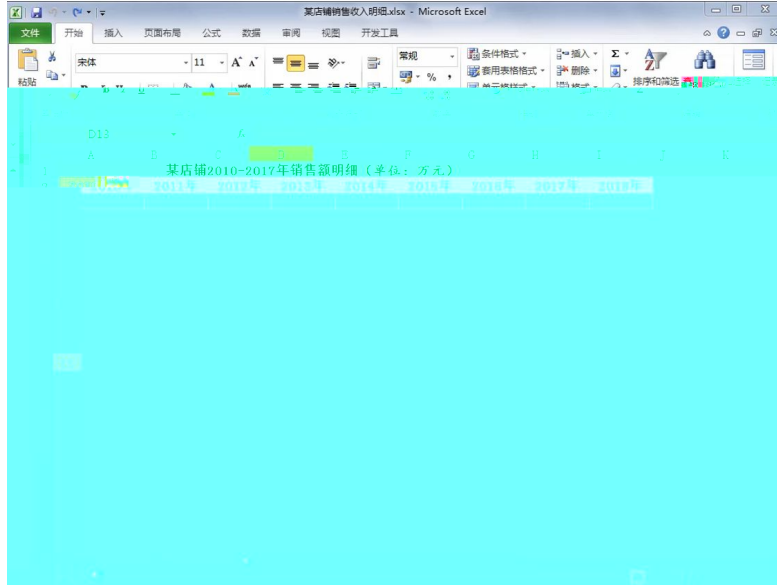 某店铺销售收入明细.xlsx - Microsoft Excel
文件 开始 插入 页面布局 公式 数据 审阅 视图 开发工具
宋体 11 A A 常规 条件格式 插入 Σ
粘贴 % , 套用表格格式 删除 排序和筛选
D13
A B C D E F G H I J K
某店铺2010-2017年销售额明细(单位:万元)
2011年 2012年 2013年 2014年 2015年 2016年 2017年 2018年